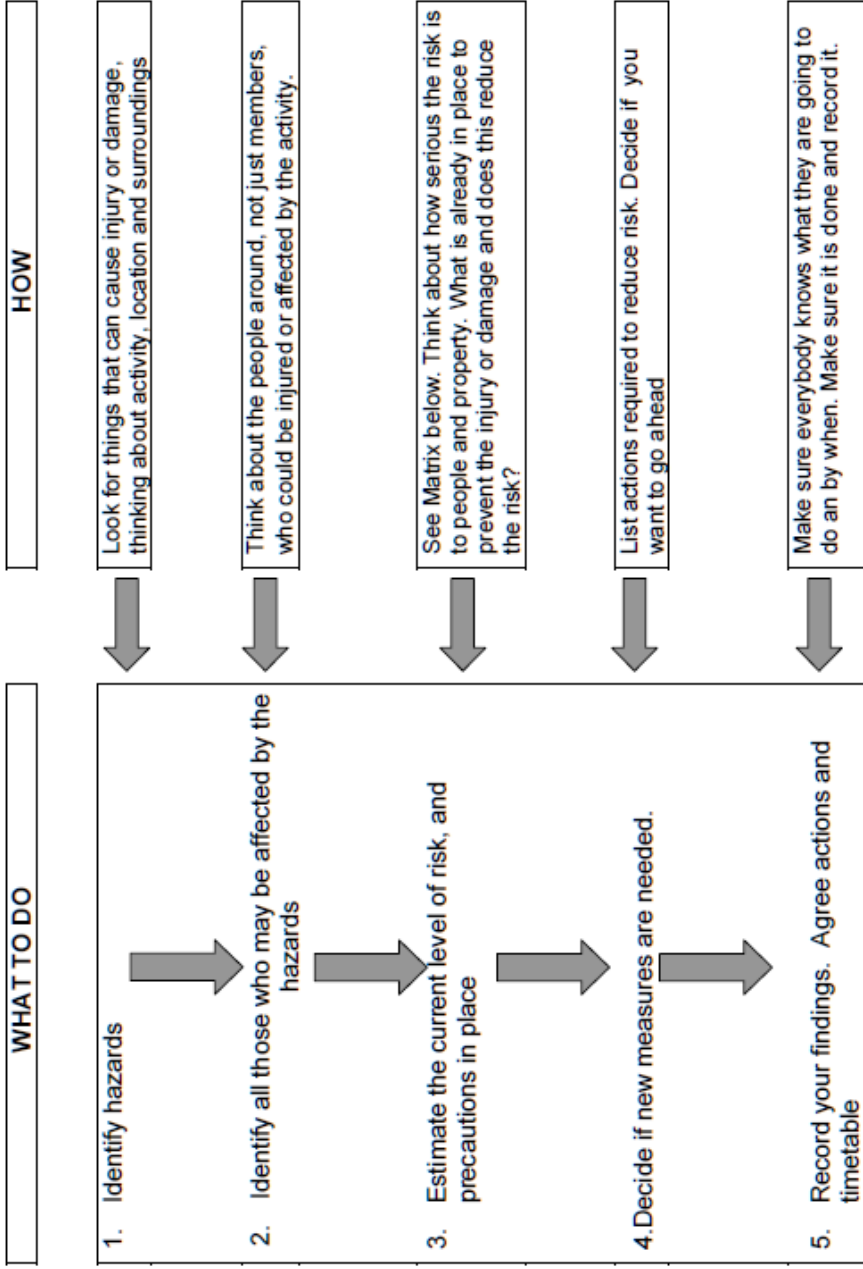 WHAT TO DO
HOW
1. Identify hazards
Look for things that can cause injury or damage,
thinking about activity, location and surroundings
2. Identify all those who may be affected by the
hazards
Think about the people around, not just members,
who could be injured or affected by the activity.
3. Estimate the current level of risk, and
precautions in place
See Matrix below. Think about how serious the risk is
to people and property. What is already in place to
prevent the injury or damage and does this reduce
the risk?
4.Decide if new measures are needed.
List actions required to reduce risk. Decide if you
want to go ahead
5. Record your findings. Agree actions and
timetable
Make sure everybody knows what they are going to
do an by when. Make sure it is done and record it.